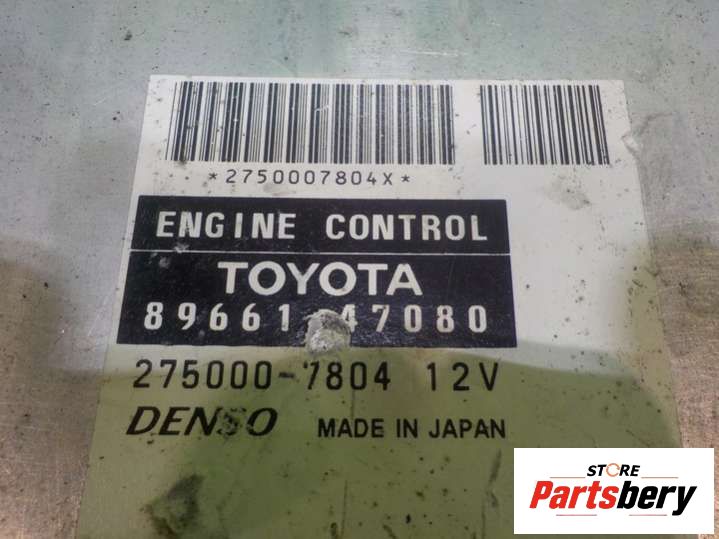 *2750007804X*
ENGINE CONTROL
TOYOTA
89661-47080
275000-7804 12V
DENSO MADE IN JAPAN
STORE
Partsbery